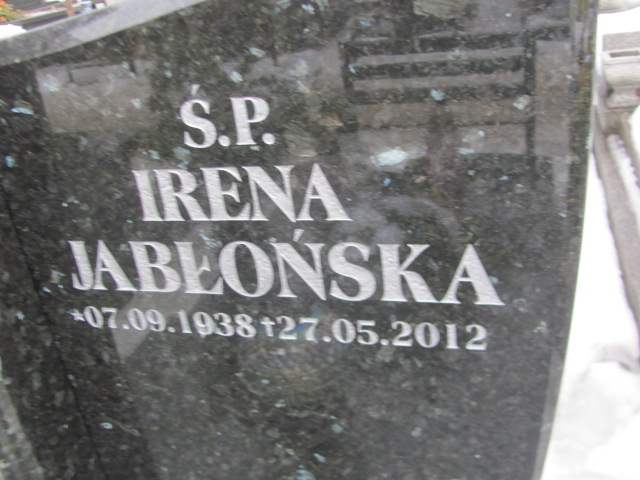 Ś.P.
IRENA
JABŁOŃSKA
*07.09.1938 †27.05.2012